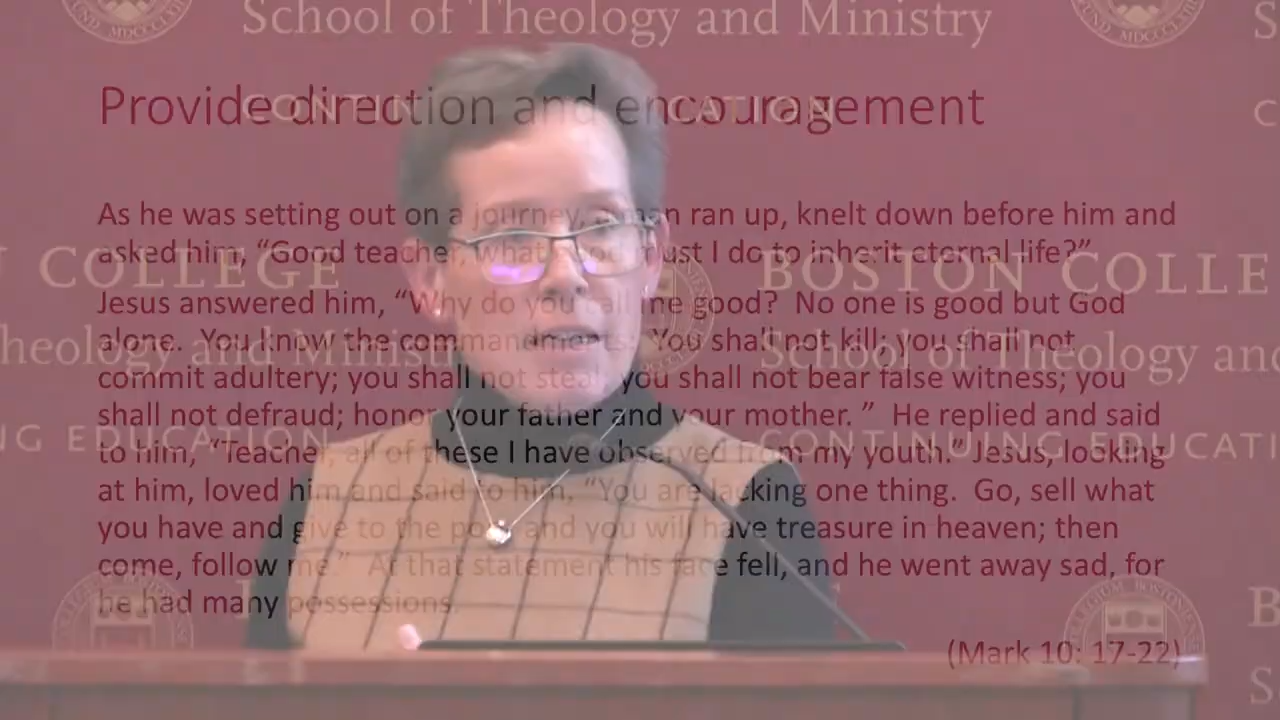 School of Theology and Ministry
Provide direction and encouragement
CONTIN CATION
C
As he was setting out on a journey, a man ran up, knelt down before him and
asked him, “Good teacher, what must I do to inherit eternal life?”
COLLEGE
BOSTON COLLE
Jesus answered him, “Why do you call me good? No one is good but God
alone. You know the commandments: ‘You shall not kill; you shall not
heology and Minis
School of Theology and
commit adultery; you shall not steal; you shall not bear false witness; you
shall not defraud; honor your father and your mother. ” He replied and said
NG EDUCATION
CONTINUING EDUCATI
to him, “Teacher, all of these I have observed from my youth.” Jesus, looking
at him, loved him and said to him, “You are lacking one thing. Go, sell what
you have and give to the poor and you will have treasure in heaven; then
come, follow me.” At that statement his face fell, and he went away sad, for
he had many possessions.
B
(Mark 10: 17-22)
S